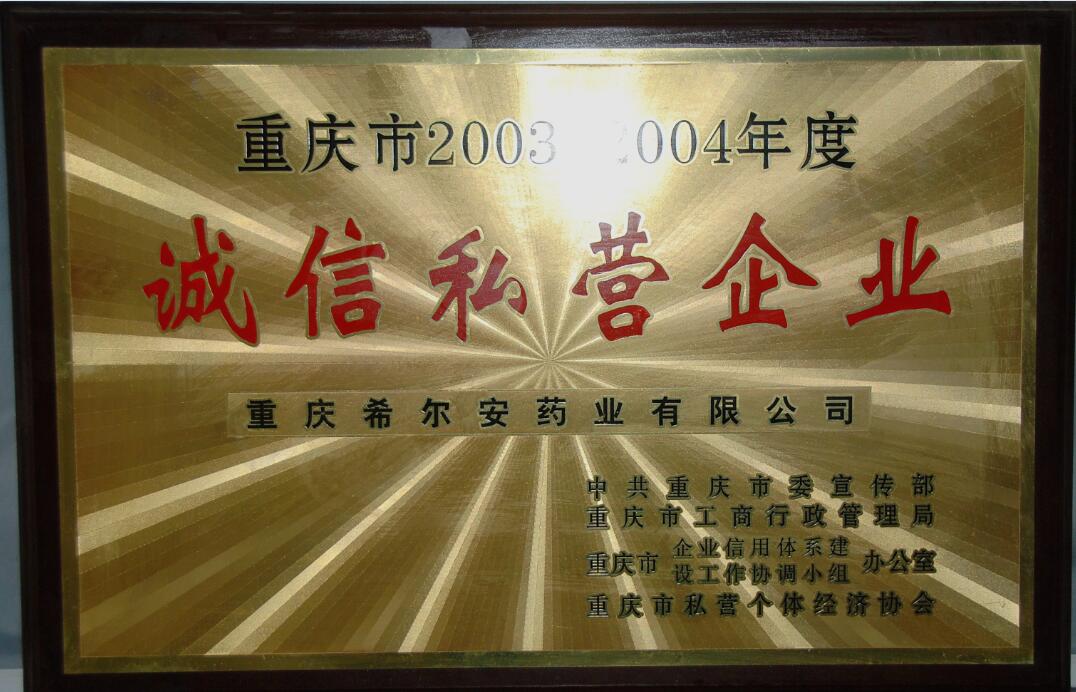 重庆市2003 2004年度
诚信私营企业
重庆希尔安药业有限公司
中共重庆市委宣传部
重庆市工商行政管理局
重庆市 企业信用体系建
设工作协调小组 办公室
重庆市私营个体经济协会